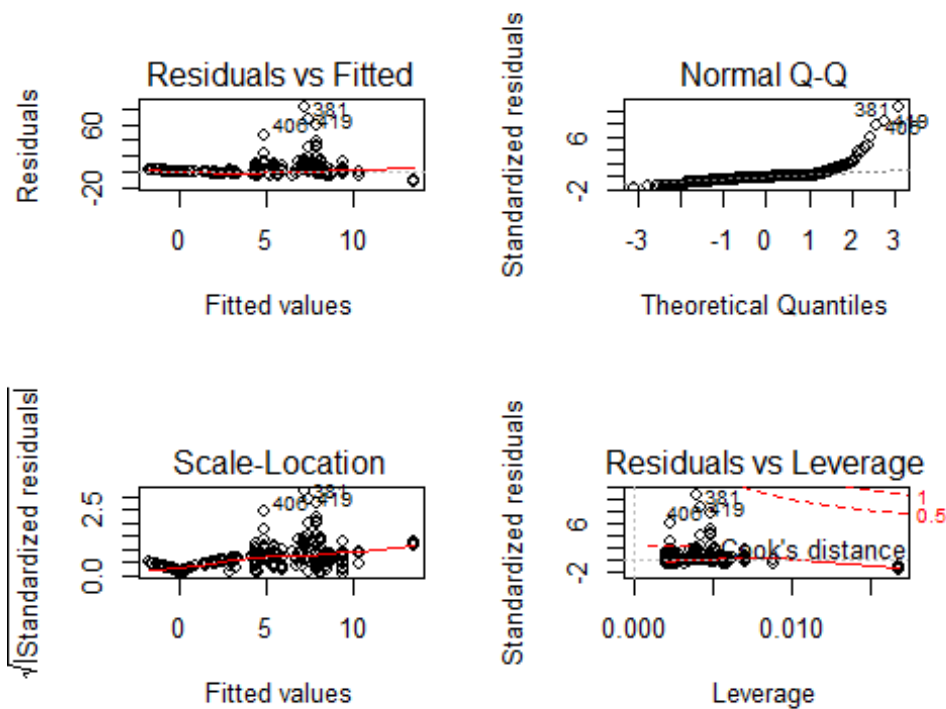 Residuals vs Fitted
Residuals
60
-20
381
406
419
0 5 10
Fitted values
Normal Q-Q
Standardized residuals
6
-2
381
419
406
-3 -1 0 1 2 3
Theoretical Quantiles
Scale-Location
√|Standardized residuals|
2.5
0.0
381
406
419
0 5 10
Fitted values
Residuals vs Leverage
Standardized residuals
6
-2
381
406
419
Cook's distance
1
0.5
0.000 0.010
Leverage